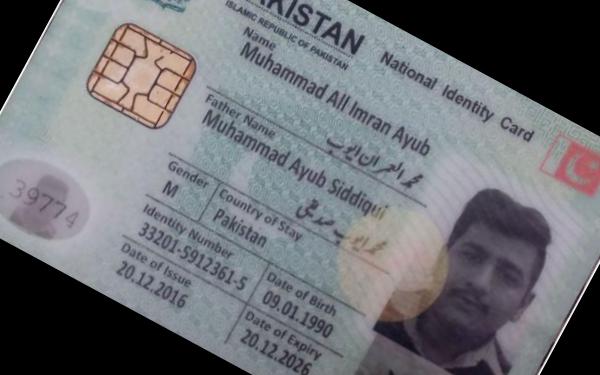 PAKISTAN National Identity Card
ISLAMIC REPUBLIC OF PAKISTAN
Name
Muhammad Ali Imran Ayub
محمد علی عمران ایوب
Father Name
Muhammad Ayub Siddiqui
محمد ایوب صدیقی
Gender
M
Country of Stay
Pakistan
Identity Number
33201-5912361-5
Date of Birth
09.01.1990
Date of Issue
20.12.2016
Date of Expiry
20.12.2026
39774